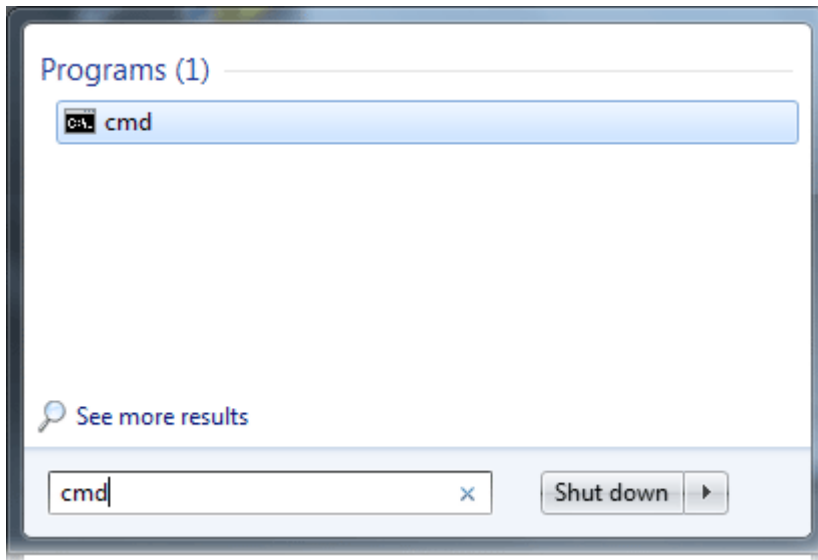 Programs (1)
C:\.
cmd
See more results
cmd
Shut down